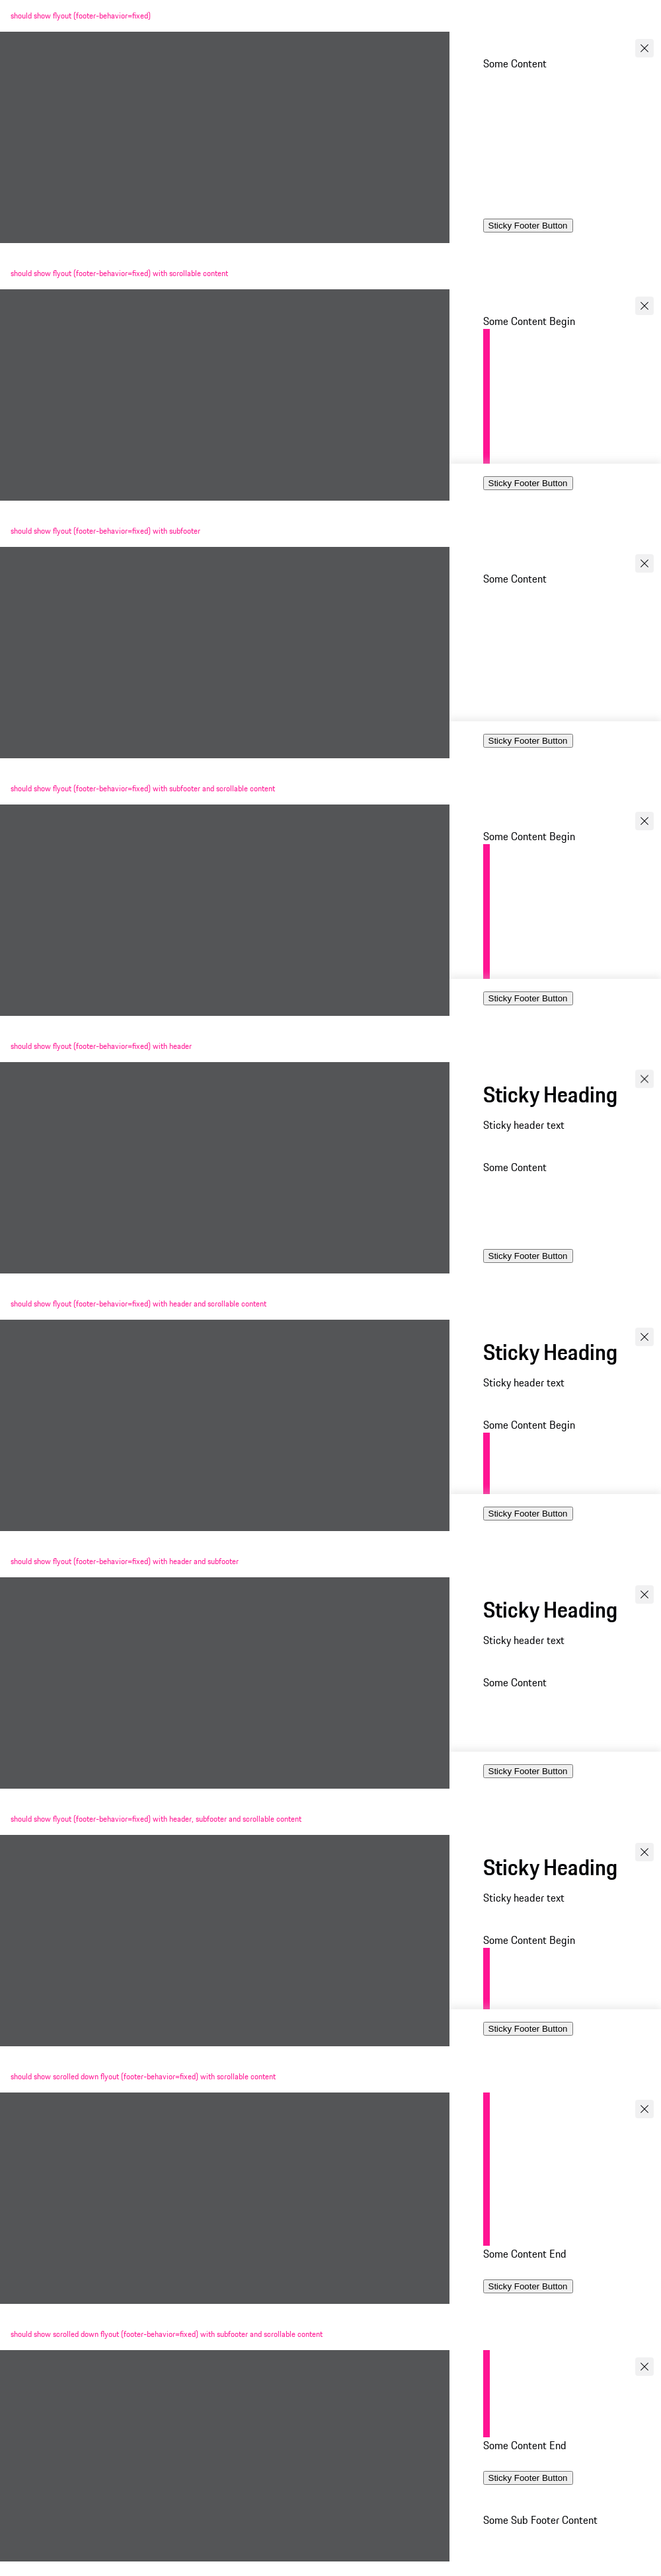 should show flyout (footer-behavior=fixed)
Some Content
Sticky Footer Button
should show flyout (footer-behavior=fixed) with scrollable content
Some Content Begin
Sticky Footer Button
should show flyout (footer-behavior=fixed) with subfooter
Some Content
Sticky Footer Button
should show flyout (footer-behavior=fixed) with subfooter and scrollable content
Some Content Begin
Sticky Footer Button
should show flyout (footer-behavior=fixed) with header
Sticky Heading
Sticky header text
Some Content
Sticky Footer Button
should show flyout (footer-behavior=fixed) with header and scrollable content
Sticky Heading
Sticky header text
Some Content Begin
Sticky Footer Button
should show flyout (footer-behavior=fixed) with header and subfooter
Sticky Heading
Sticky header text
Some Content
Sticky Footer Button
should show flyout (footer-behavior=fixed) with header, subfooter and scrollable content
Sticky Heading
Sticky header text
Some Content Begin
Sticky Footer Button
should show scrolled down flyout (footer-behavior=fixed) with scrollable content
Some Content End
Sticky Footer Button
should show scrolled down flyout (footer-behavior=fixed) with subfooter and scrollable content
Some Content End
Sticky Footer Button
Some Sub Footer Content